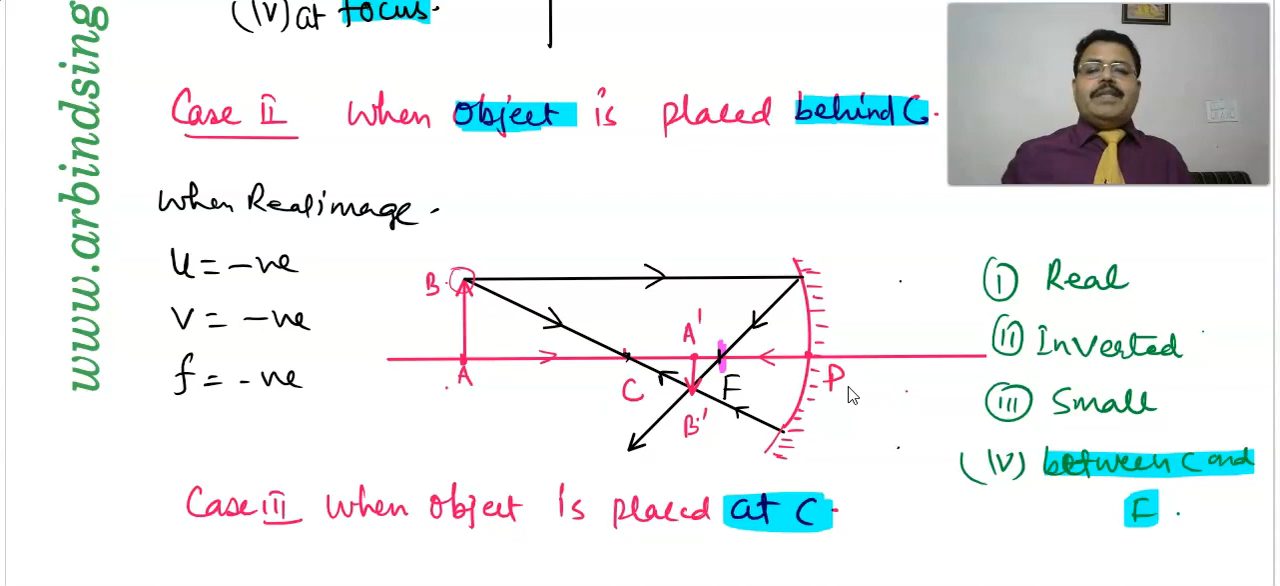 (IV) at focus.
Case II when object is placed behind C.
When Real image.
u = -ve
v = -ve
f = -ve
B
A
C
A'
B'
F
P
(i) Real
(ii) Inverted
(iii) Small
(IV) between C and
F.
Case III when object is placed at C.
www.arbindsing